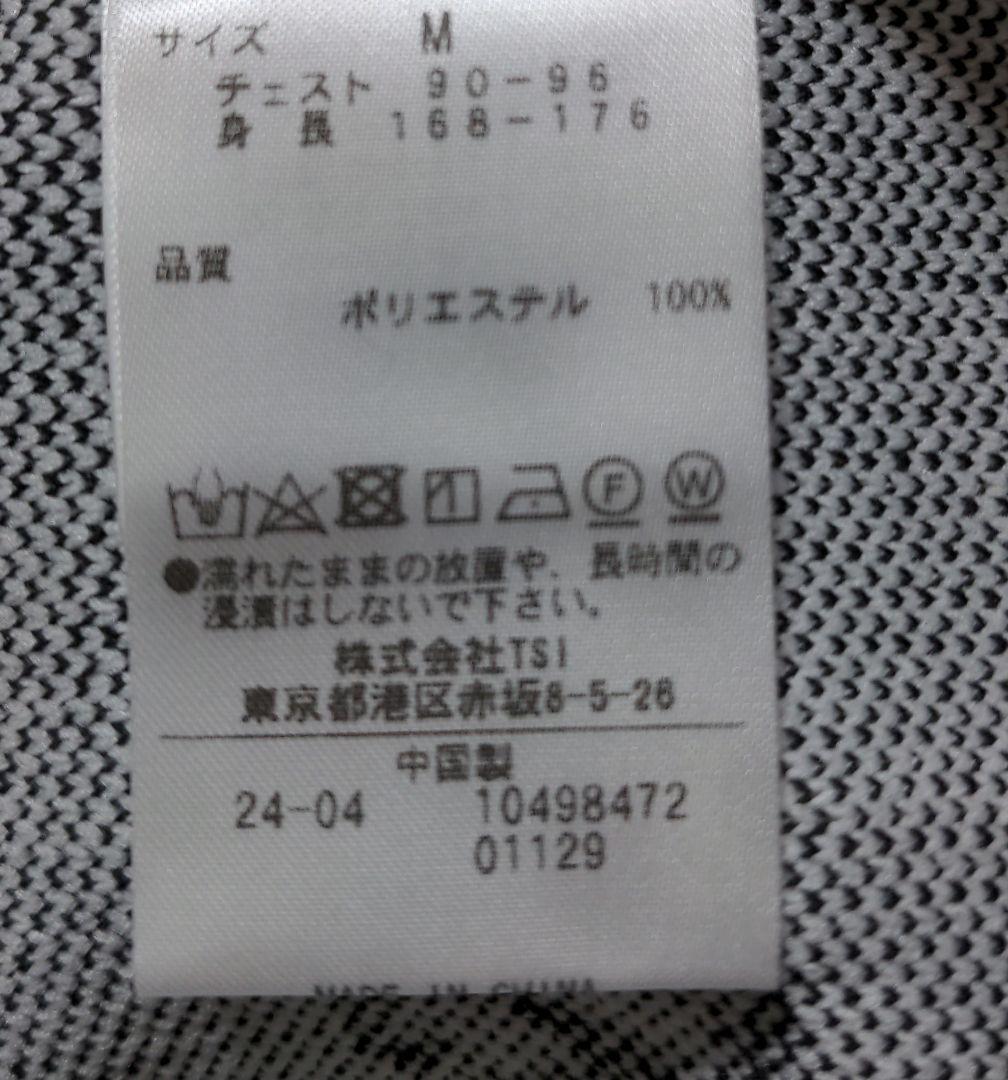 サイズ M
チェスト 90-96
身 長 168-176
品質
ポリエステル 100%
F W
●濡れたままの放置や、長時間の
浸漬はしないで下さい。
株式会社TSI
東京都港区赤坂8-5-26
中国製
24-04 10498472
01129
MADE IN CHINA